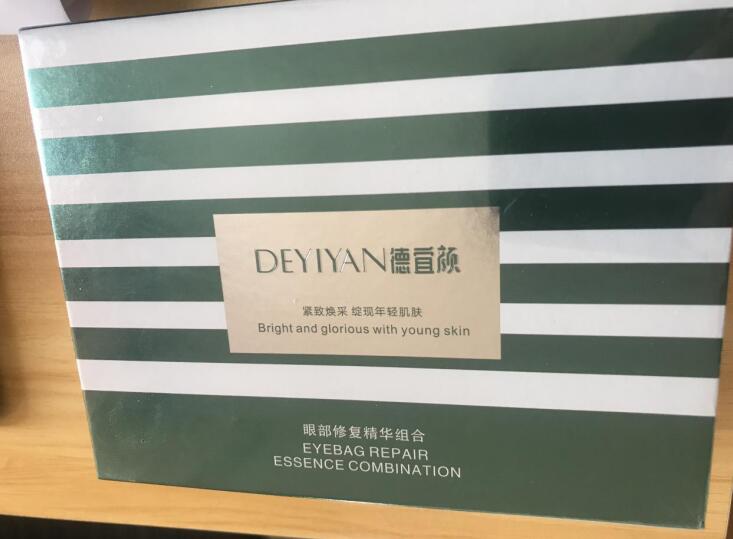 DEYIYAN德宜颜
紧致焕采 绽现年轻肌肤
Bright and glorious with young skin
眼部修复精华组合
EYEBAG REPAIR
ESSENCE COMBINATION